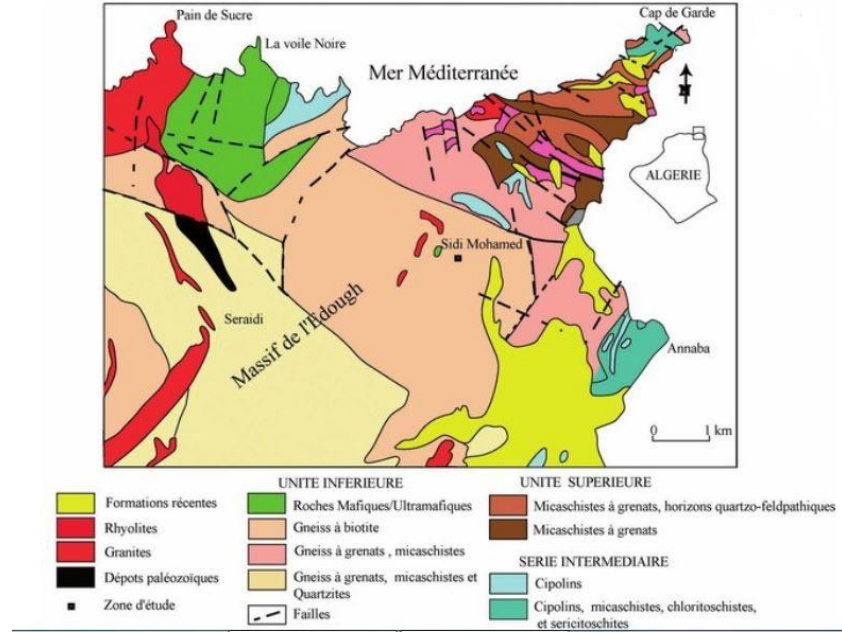 Pain de Sucre
La voile Noire
Cap de Garde
Mer Méditerranée
N
ALGERIE
Sidi Mohamed
Seraidi
Massif de l'Edough
Annaba
0 1 km
Formations récentes
Rhyolites
Granites
Dépots paléozoïques
Zone d'étude
UNITE INFERIEURE
Roches Mafiques/Ultramafiques
Gneiss à biotite
Gneiss à grenats , micaschistes
Gneiss à grenats, micaschistes et
Quartzites
Failles
UNITE SUPERIEURE
Micaschistes à grenats, horizons quartzo-feldpathiques
Micaschistes à grenats
SERIE INTERMEDIAIRE
Cipolins
Cipolins, micaschistes, chloritoschistes,
et sericitoschites